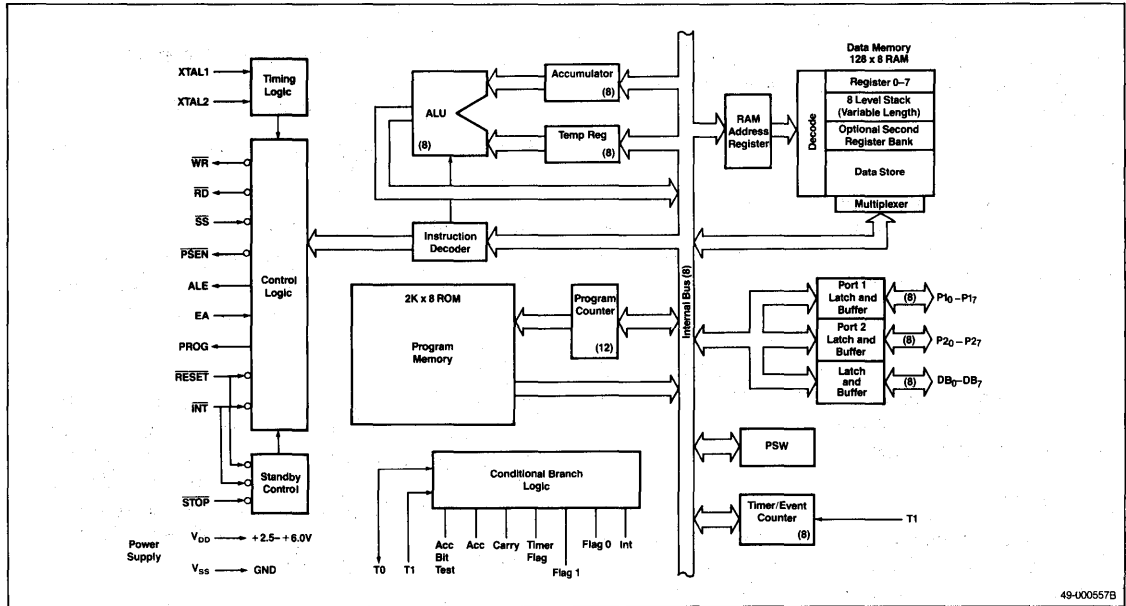 XTAL1
XTAL2
Timing
Logic
WR
RD
SS
PSEN
ALE
EA
PROG
RESET
INT
STOP
Control
Logic
Standby
Control
Power
Supply
VDD
+2.5– +6.0V
VSS
GND
ALU
(8)
Accumulator
(8)
Temp Reg
(8)
Instruction
Decoder
2K x 8 ROM
Program
Memory
Program
Counter
(12)
Conditional Branch
Logic
T0
T1
Acc
Bit
Test
Acc
Carry
Timer
Flag
Flag 1
Flag 0
Int
Internal Bus (8)
RAM
Address
Register
Data Memory
128 x 8 RAM
Decode
Register 0–7
8 Level Stack
(Variable Length)
Optional Second
Register Bank
Data Store
Multiplexer
Port 1
Latch and
Buffer
(8)
P10–P17
Port 2
Latch and
Buffer
(8)
P20–P27
Latch
and
Buffer
(8)
DB0–DB7
PSW
Timer/Event
Counter
(8)
T1
49-000557B